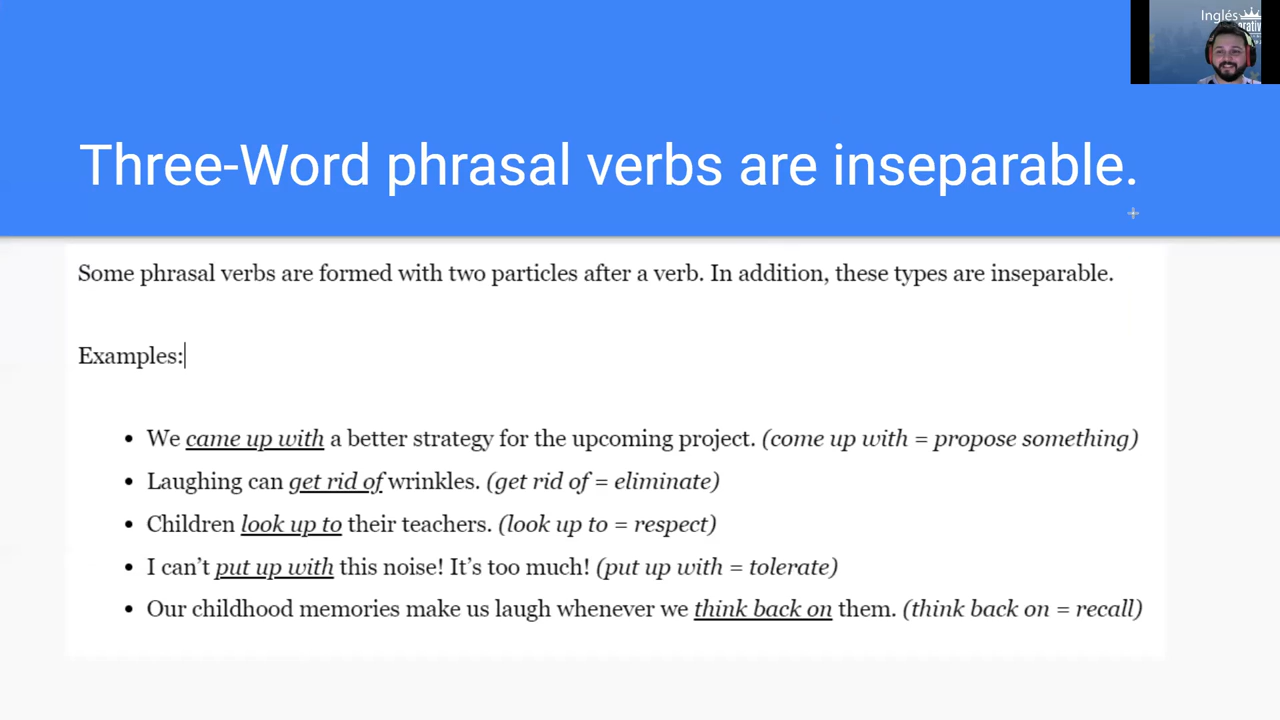 Inglés
Three-Word phrasal verbs are inseparable.
Some phrasal verbs are formed with two particles after a verb. In addition, these types are inseparable.
Examples:
• We came up with a better strategy for the upcoming project. (come up with = propose something)
• Laughing can get rid of wrinkles. (get rid of = eliminate)
• Children look up to their teachers. (look up to = respect)
• I can’t put up with this noise! It’s too much! (put up with = tolerate)
• Our childhood memories make us laugh whenever we think back on them. (think back on = recall)